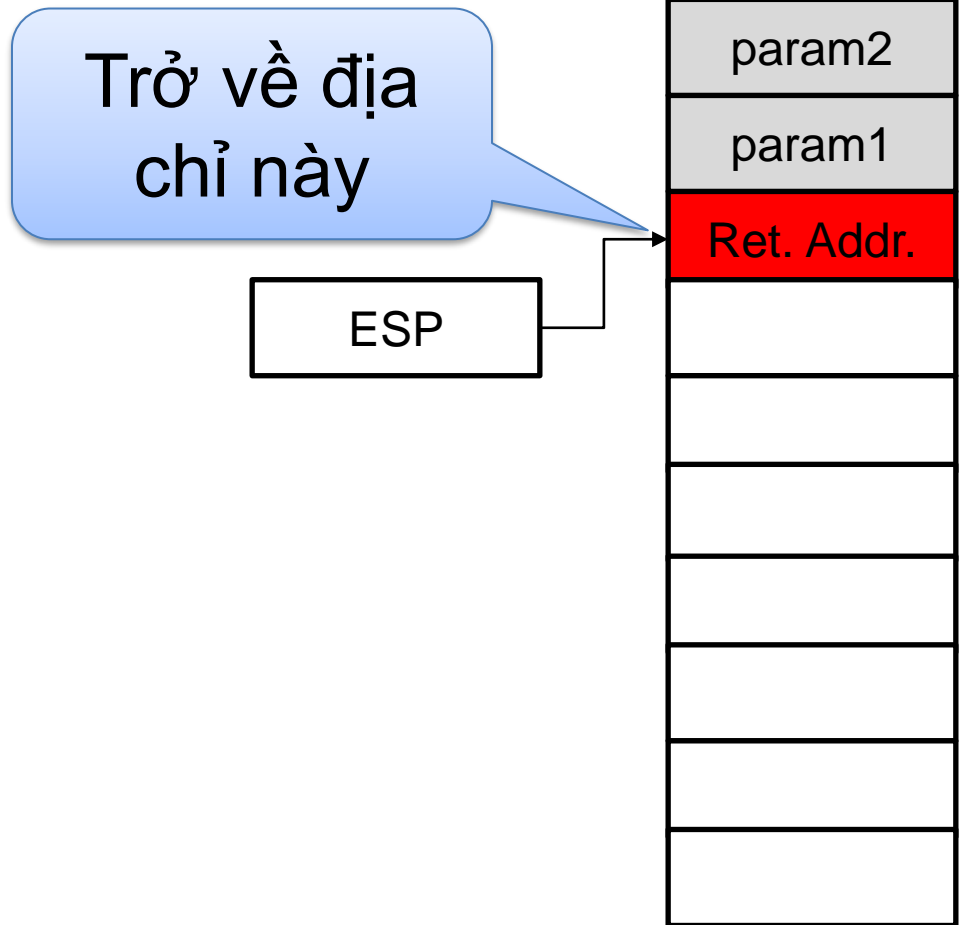 Trở về địa
chỉ này
param2
param1
Ret. Addr.
ESP